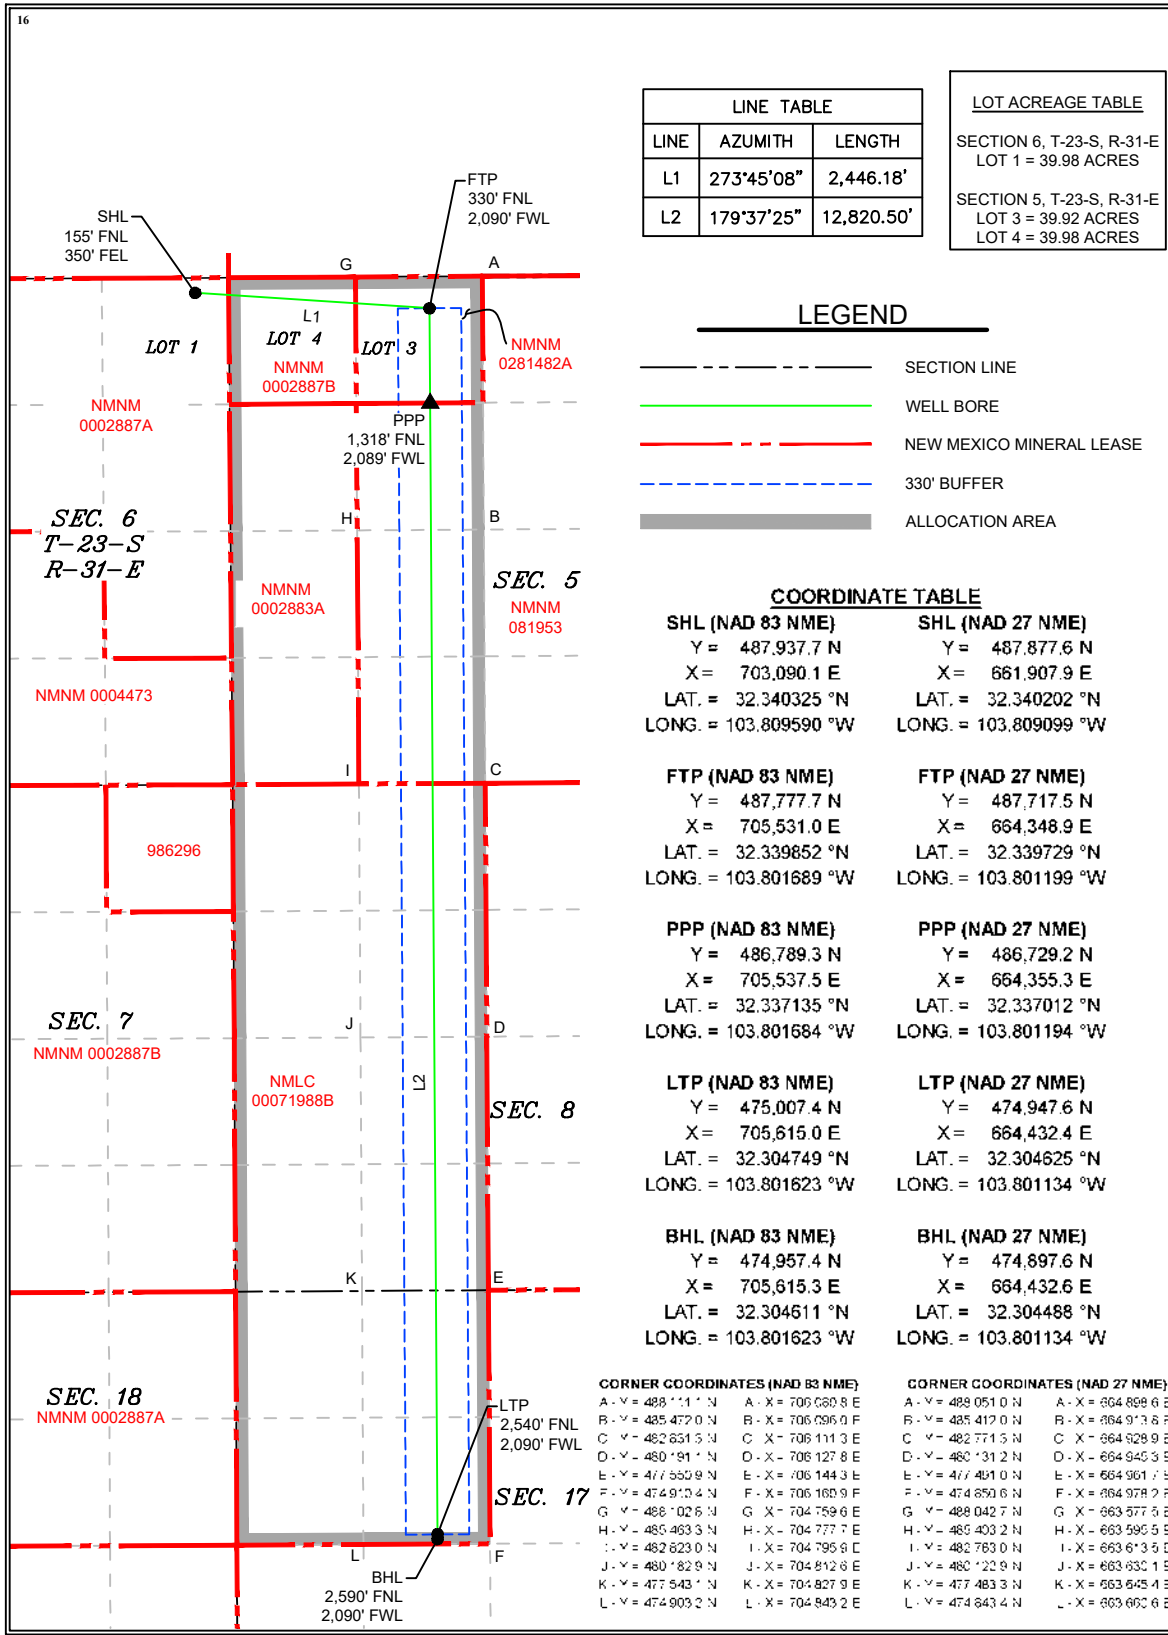 16
LINE TABLE
LINE AZUMITH LENGTH
L1 273°45'08" 2,446.18'
L2 179°37'25" 12,820.50'
LOT ACREAGE TABLE
SECTION 6, T-23-S, R-31-E
LOT 1 = 39.98 ACRES
SECTION 5, T-23-S, R-31-E
LOT 3 = 39.92 ACRES
LOT 4 = 39.98 ACRES
SHL
155' FNL
350' FEL
FTP
330' FNL
2,090' FWL
G
A
L1
LOT 1
LOT 4
LOT 3
NMNM
0002887B
NMNM
0281482A
NMNM
0002887A
PPP
1,318' FNL
2,089' FWL
H
B
SEC. 6
T-23-S
R-31-E
NMNM
0002883A
SEC. 5
NMNM
081953
NMNM 0004473
I
C
986296
SEC. 7
NMNM 0002887B
J
D
NMLC
00071988B
L2
SEC. 8
K
E
SEC. 18
NMNM 0002887A
LTP
2,540' FNL
2,090' FWL
SEC. 17
L
F
BHL
2,590' FNL
2,090' FWL
LEGEND
SECTION LINE
WELL BORE
NEW MEXICO MINERAL LEASE
330' BUFFER
ALLOCATION AREA
COORDINATE TABLE
SHL (NAD 83 NME) SHL (NAD 27 NME)
Y = 487,937.7 N Y = 487,877.6 N
X = 703,090.1 E X = 661,907.9 E
LAT. = 32.340325 °N LAT. = 32.340202 °N
LONG. = 103.809590 °W LONG. = 103.809099 °W
FTP (NAD 83 NME) FTP (NAD 27 NME)
Y = 487,777.7 N Y = 487,717.5 N
X = 705,531.0 E X = 664,348.9 E
LAT. = 32.339852 °N LAT. = 32.339729 °N
LONG. = 103.801689 °W LONG. = 103.801199 °W
PPP (NAD 83 NME) PPP (NAD 27 NME)
Y = 486,789.3 N Y = 486,729.2 N
X = 705,537.5 E X = 664,355.3 E
LAT. = 32.337135 °N LAT. = 32.337012 °N
LONG. = 103.801684 °W LONG. = 103.801194 °W
LTP (NAD 83 NME) LTP (NAD 27 NME)
Y = 475,007.4 N Y = 474,947.6 N
X = 705,615.0 E X = 664,432.4 E
LAT. = 32.304749 °N LAT. = 32.304625 °N
LONG. = 103.801623 °W LONG. = 103.801134 °W
BHL (NAD 83 NME) BHL (NAD 27 NME)
Y = 474,957.4 N Y = 474,897.6 N
X = 705,615.3 E X = 664,432.6 E
LAT. = 32.304611 °N LAT. = 32.304488 °N
LONG. = 103.801623 °W LONG. = 103.801134 °W
CORNER COORDINATES (NAD 83 NME) CORNER COORDINATES (NAD 27 NME)